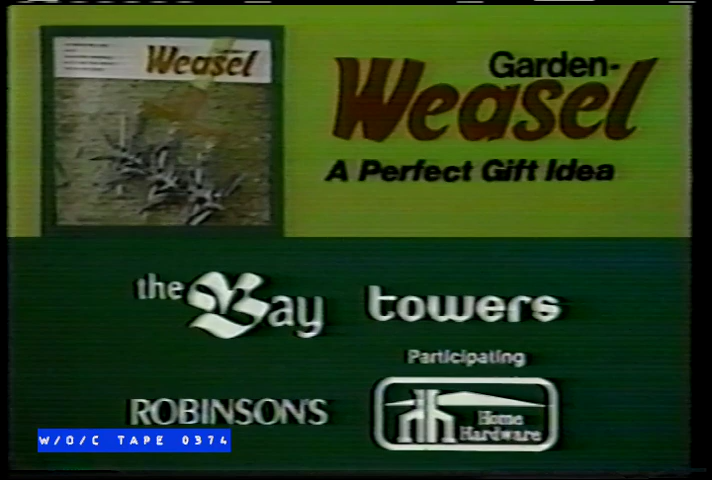 Weasel
Garden-
Weasel
A Perfect Gift Idea
the Bay
towers
Participating
ROBINSON'S
Home
Hardware
W/O/C TAPE 0374